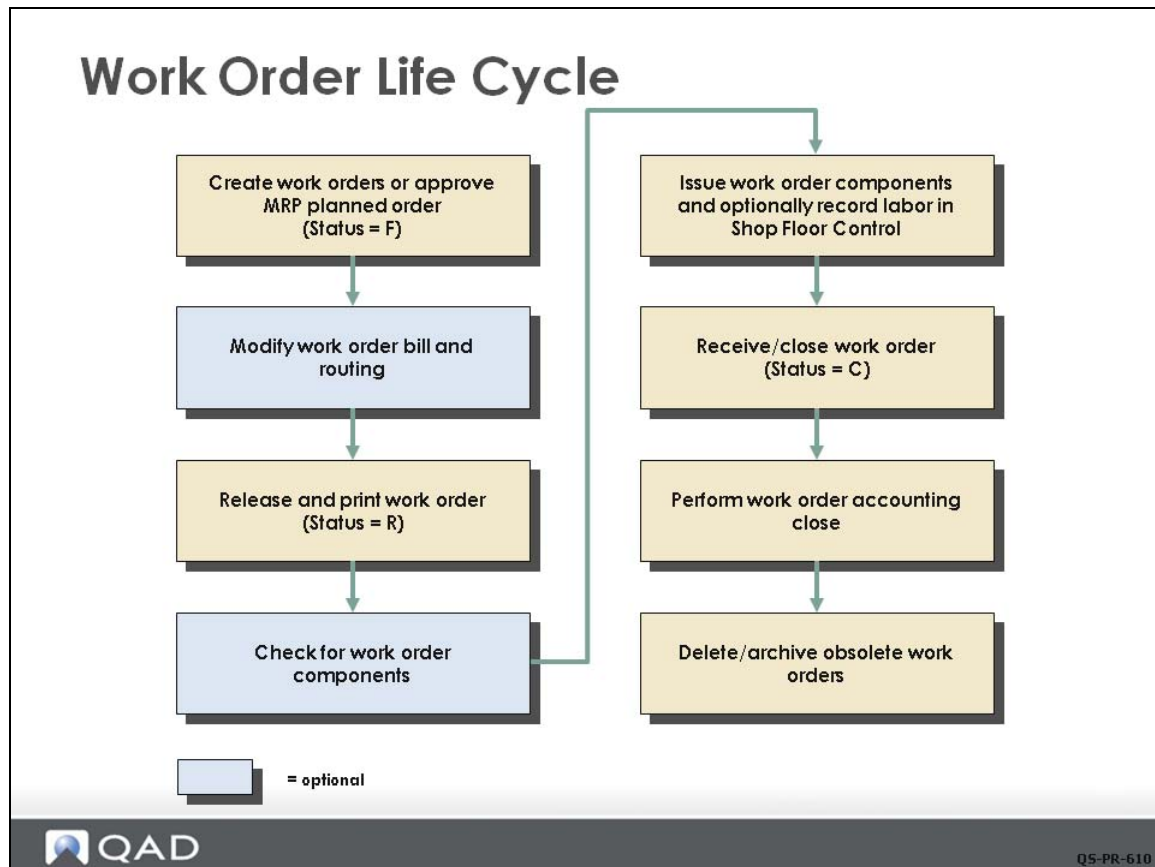 Work Order Life Cycle
Create work orders or approve
MRP planned order
(Status = F)
Modify work order bill and
routing
Release and print work order
(Status = R)
Check for work order
components
Issue work order components
and optionally record labor in
Shop Floor Control
Receive/close work order
(Status = C)
Perform work order accounting
close
Delete/archive obsolete work
orders
= optional
QAD
QS-PR-610